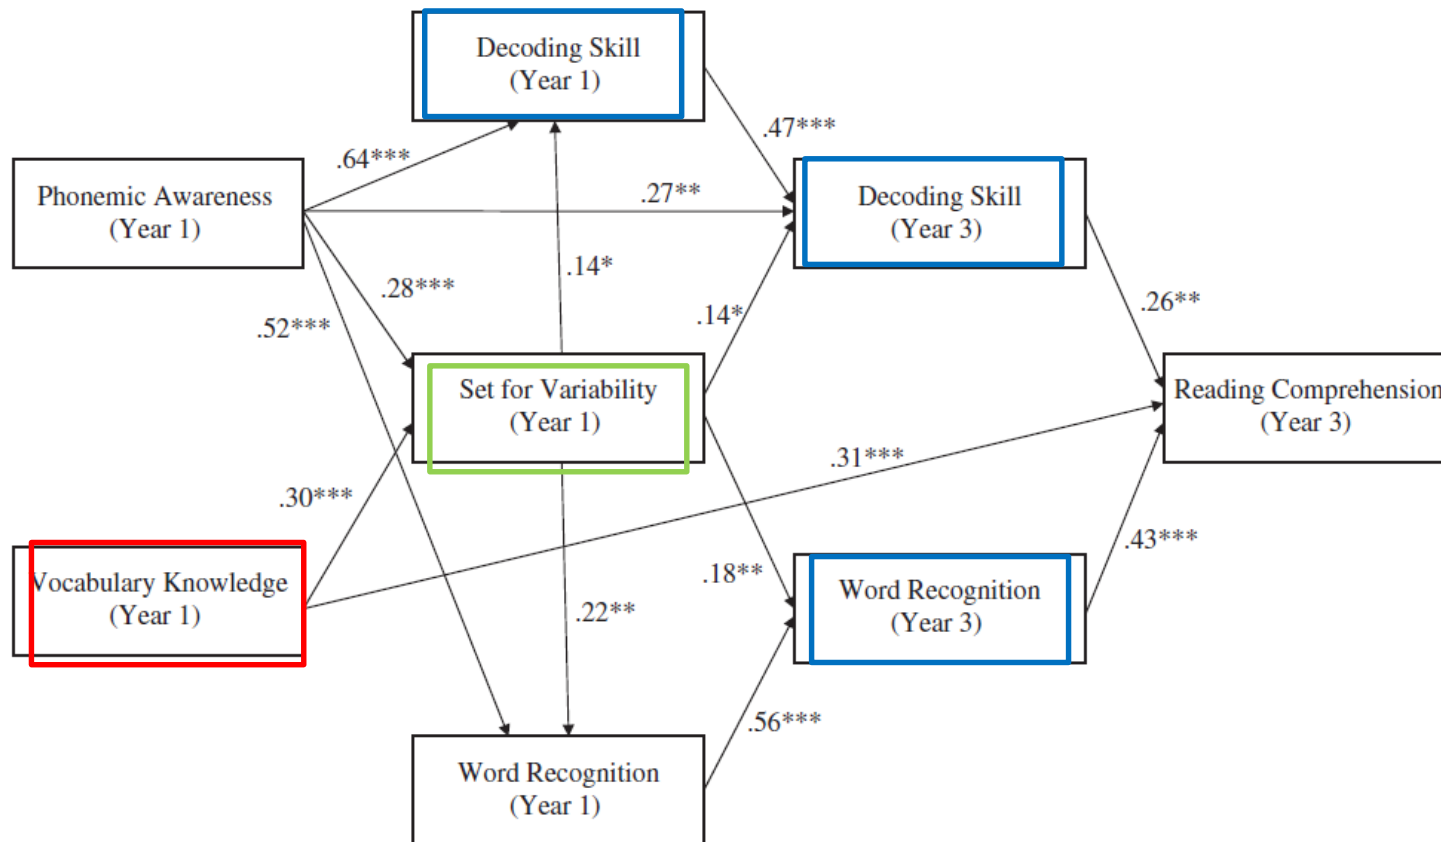 Decoding Skill
(Year 1)
.47***
.64***
Phonemic Awareness
(Year 1)
.27**
Decoding Skill
(Year 3)
.14*
.28***
.14*
.52***
.26**
Set for Variability
(Year 1)
Reading Comprehension
(Year 3)
.31***
.30***
.43***
Vocabulary Knowledge
(Year 1)
.18**
Word Recognition
(Year 3)
.22**
.56***
Word Recognition
(Year 1)